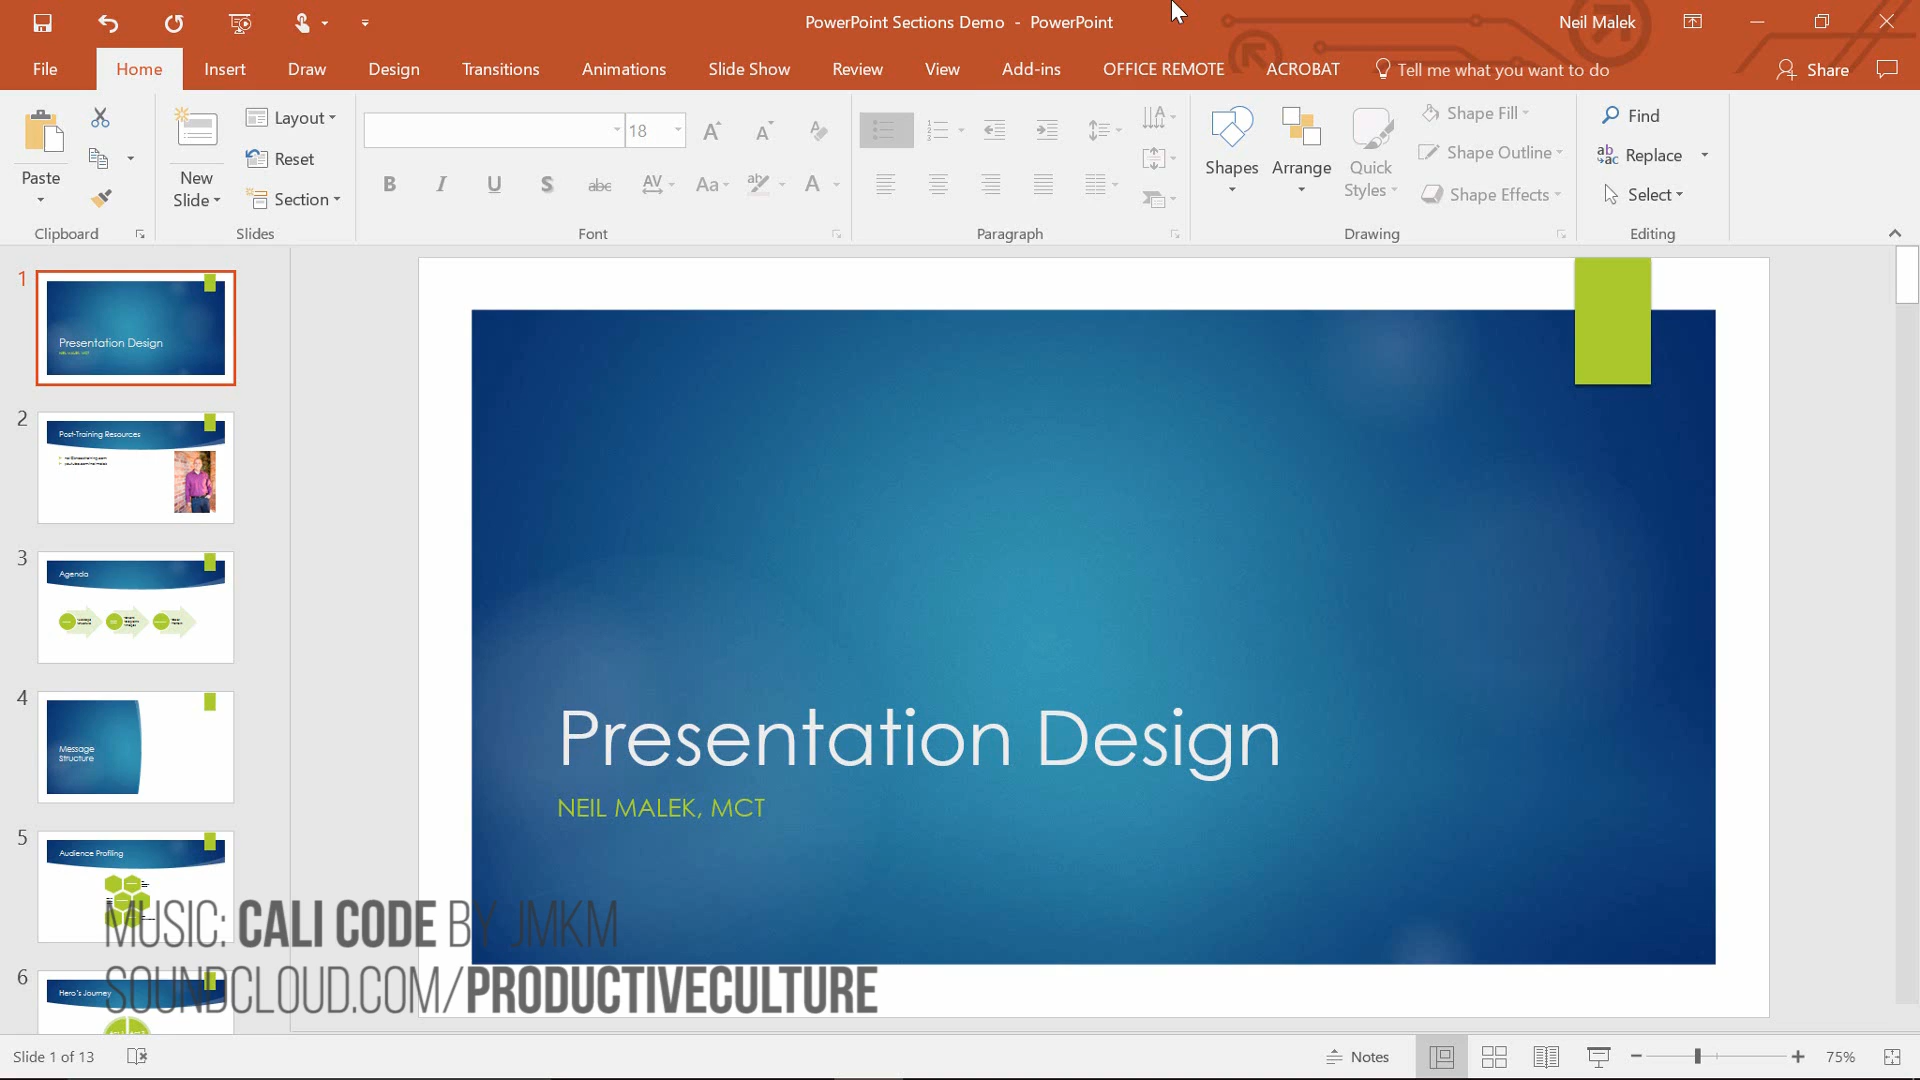 PowerPoint Sections Demo - PowerPoint
Neil Malek
File
Home
Insert
Draw
Design
Transitions
Animations
Slide Show
Review
View
Add-ins
OFFICE REMOTE
ACROBAT
Tell me what you want to do
Share
Paste
Clipboard
New
Slide
Layout
Reset
Section
Slides
18
Font
Paragraph
Shapes
Arrange
Quick
Styles
Shape Fill
Shape Outline
Shape Effects
Drawing
Find
Replace
Select
Editing
1
Presentation Design
NEIL MALEK, MCT
2
Post-Training Resources
3
Agenda
4
Message
Structure
5
Audience Profiling
6
Hero's Journey
Presentation Design
NEIL MALEK, MCT
MUSIC: CALI CODE BY JMKM
SOUNDCLOUD.COM/PRODUCTIVECULTURE
Slide 1 of 13
Notes
75%